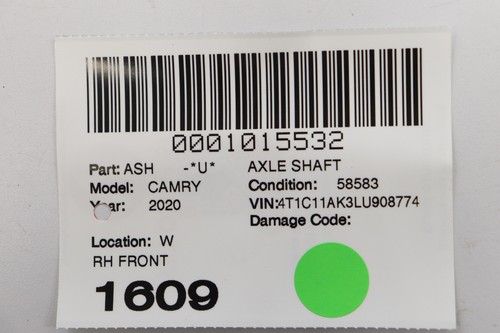 0001015532
Part: ASH -*U* AXLE SHAFT
Model: CAMRY Condition: 58583
Year: 2020 VIN:4T1C11AK3LU908774
Damage Code:
Location: W
RH FRONT
1609